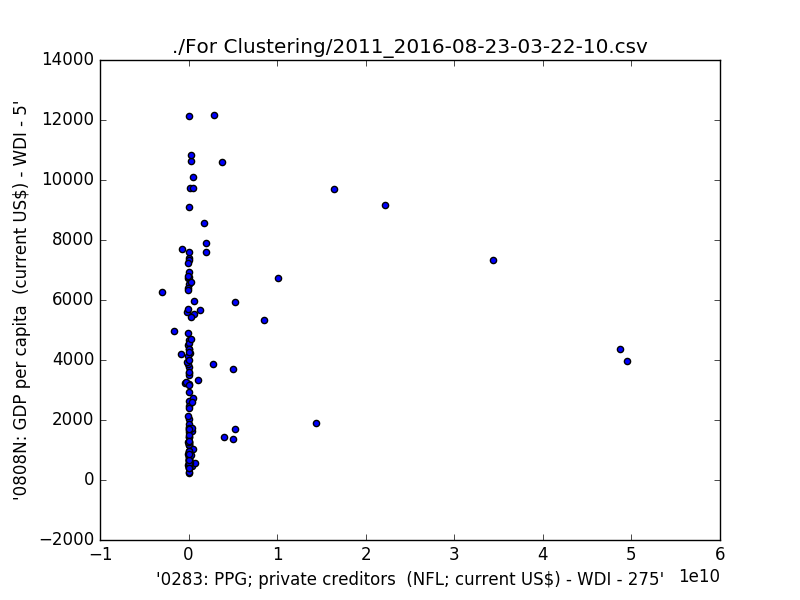 ./For Clustering/2011_2016-08-23-03-22-10.csv
14000
12000
10000
8000
6000
4000
2000
0
−2000
'0808N: GDP per capita  (current US$) - WDI - 5'
−1 0 1 2 3 4 5 6
1e10
'0283: PPG; private creditors  (NFL; current US$) - WDI - 275'